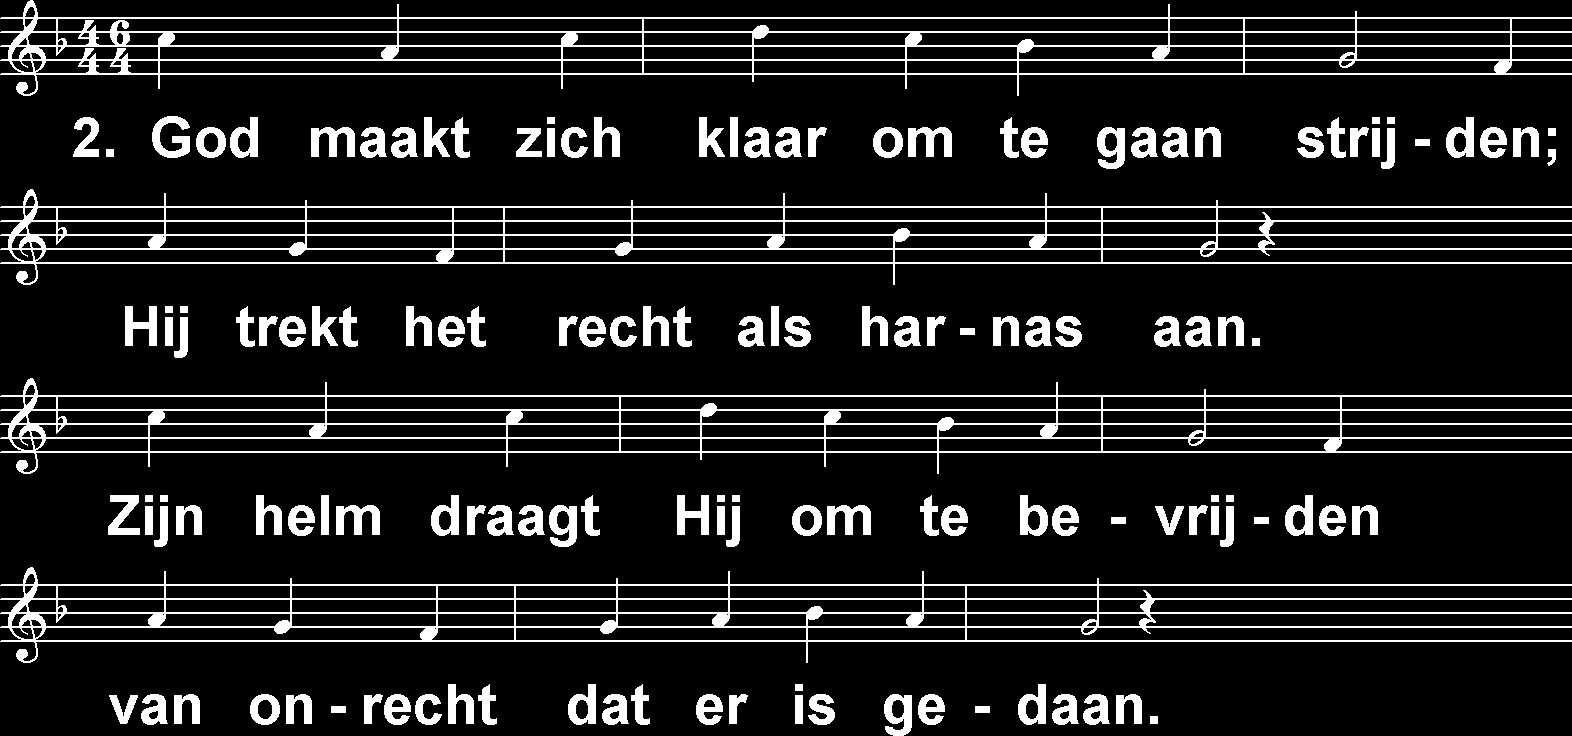 2. God maakt zich klaar om te gaan strij - den;
Hij trekt het recht als har - nas aan.
Zijn helm draagt Hij om te be - vrij - den
van on - recht dat er is ge - daan.